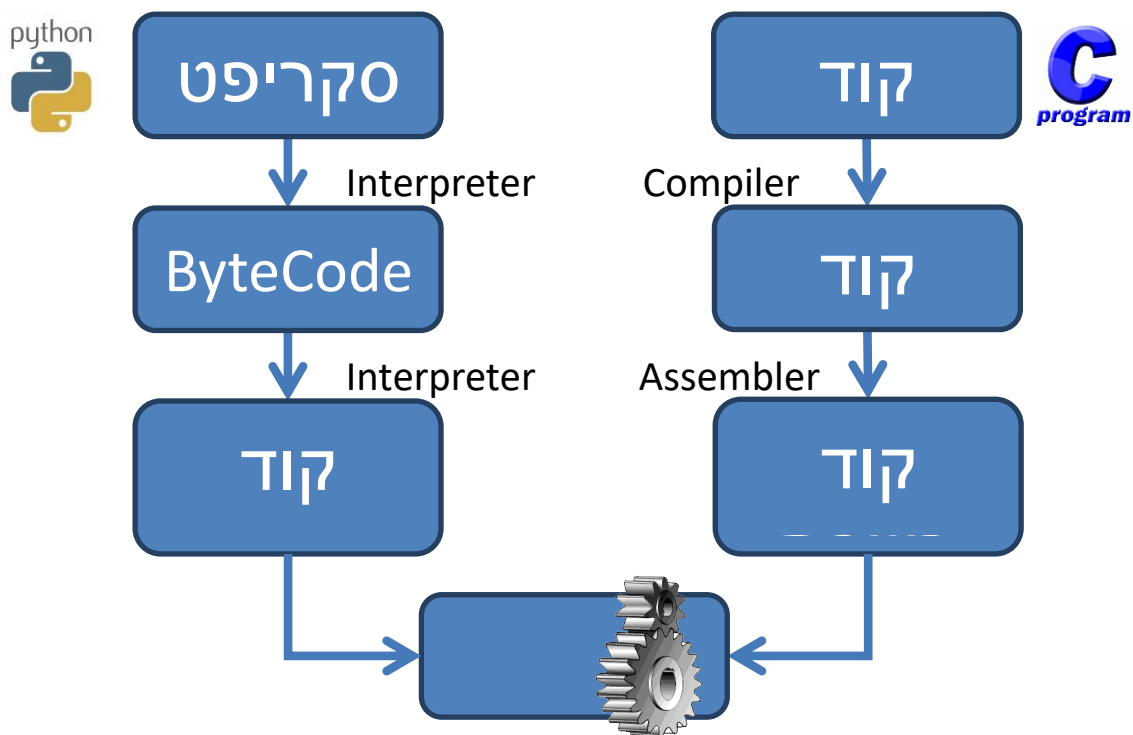 python
סקריפט
קוד
C
program
Interpreter
Compiler
ByteCode
קוד
Interpreter
Assembler
קוד
קוד